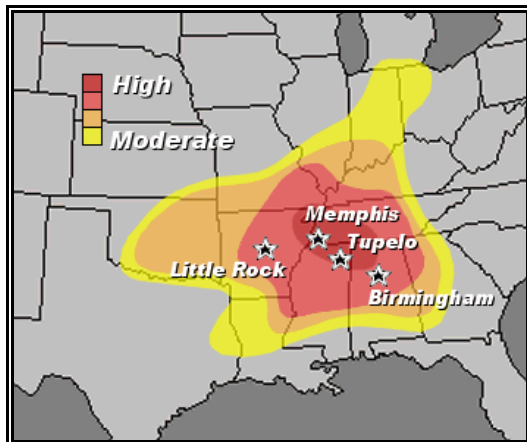 High
Moderate
Memphis
Tupelo
Little Rock
Birmingham